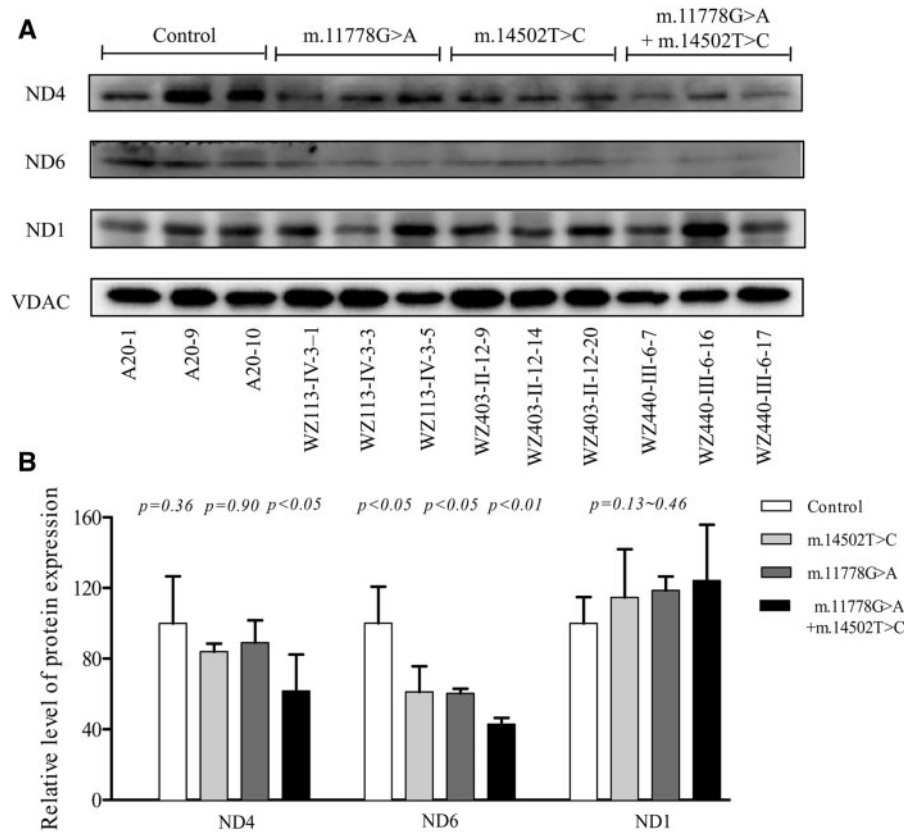 A
Control
m.11778G>A
m.14502T>C
m.11778G>A
+ m.14502T>C
ND4
ND6
ND1
VDAC
A20-1
A20-9
A20-10
WZ113-IV-3-1
WZ113-IV-3-3
WZ113-IV-3-5
WZ403-II-12-9
WZ403-II-12-14
WZ403-II-12-20
WZ440-III-6-7
WZ440-III-6-16
WZ440-III-6-17
B
Relative level of protein expression
160
120
80
40
0
p=0.36 p=0.90 p<0.05
p<0.05 p<0.05 p<0.01
p=0.13~0.46
ND4
ND6
ND1
Control
m.14502T>C
m.11778G>A
m.11778G>A
+m.14502T>C